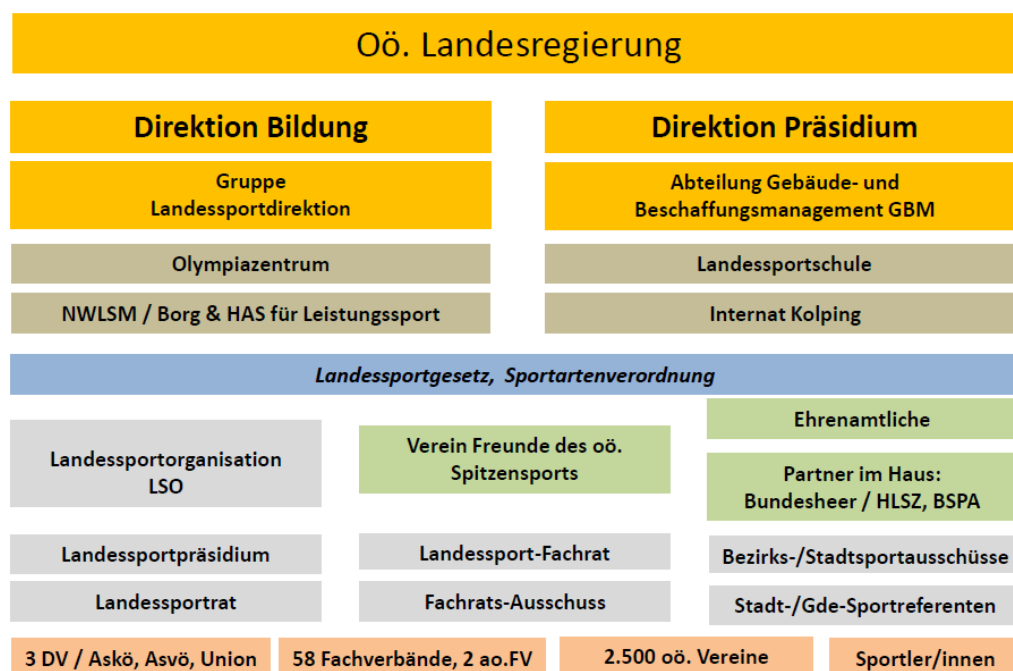 Oö. Landesregierung
Direktion Bildung
Direktion Präsidium
Gruppe
Landessportdirektion
Abteilung Gebäude- und
Beschaffungsmanagement GBM
Olympiazentrum
Landessportschule
NWLSM / Borg & HAS für Leistungssport
Internat Kolping
Landessportgesetz, Sportartenverordnung
Landessportorganisation
LSO
Verein Freunde des oö.
Spitzensports
Ehrenamtliche
Partner im Haus:
Bundesheer / HLSZ, BSPA
Landessportpräsidium
Landessport-Fachrat
Bezirks-/Stadtsportausschüsse
Landessportrat
Fachrats-Ausschuss
Stadt-/Gde-Sportreferenten
3 DV / Askö, Asvö, Union
58 Fachverbände, 2 ao.FV
2.500 oö. Vereine
Sportler/innen